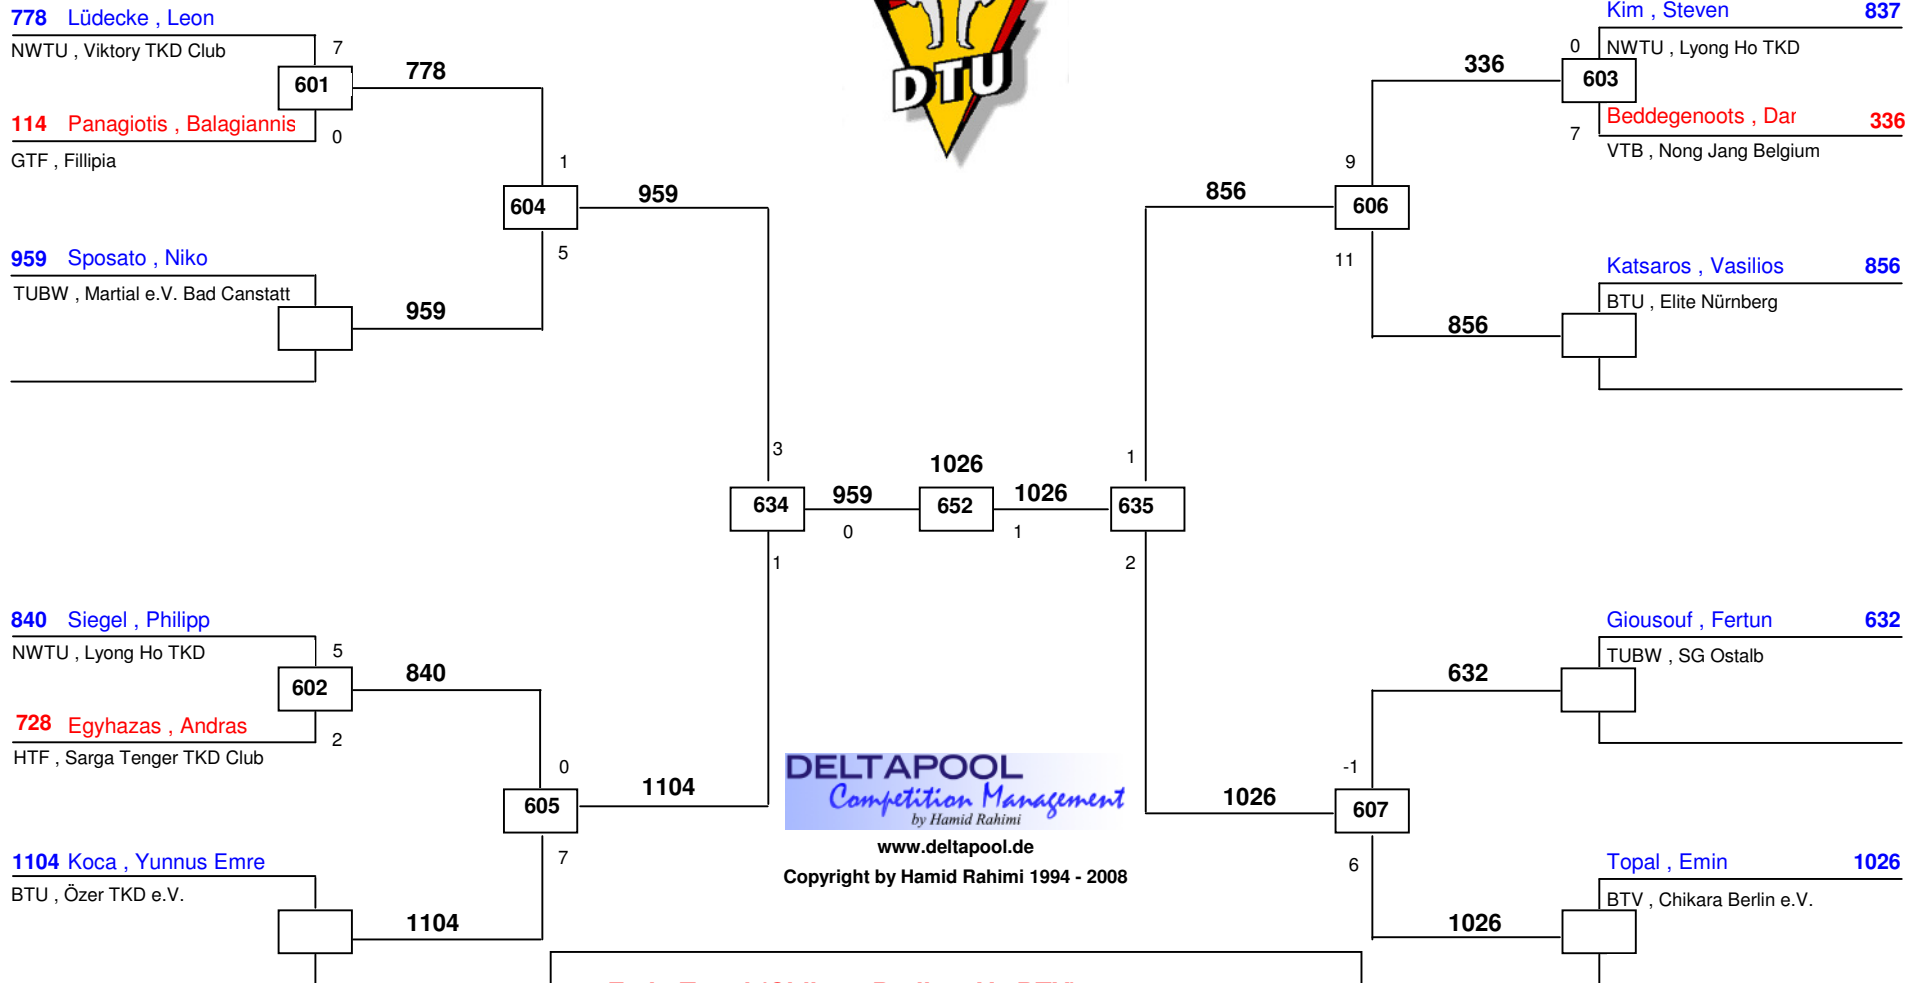 778 Lüdecke , Leon
NWTU , Viktory TKD Club
7
601
778
114 Panagiotis , Balagiannis
0
GTF , Fillipia
1
604
959
5
959 Sposato , Niko
TUBW , Martial e.V. Bad Canstatt
959
DTU
Kim , Steven 837
0
NWTU , Lyong Ho TKD
336
603
Beddegenoots , Dar 336
7
VTB , Nong Jang Belgium
9
856
606
11
Katsaros , Vasilios 856
BTU , Elite Nürnberg
856
3
634
959
0
1
1026
652
1026
1
1
635
2
840 Siegel , Philipp
NWTU , Lyong Ho TKD
5
602
840
728 Egyhazas , Andras
2
HTF , Sarga Tenger TKD Club
0
605
1104
7
1104 Koca , Yunnus Emre
BTU , Özer TKD e.V.
1104
DELTAPOOL
Competition Management
by Hamid Rahimi
www.deltapool.de
Copyright by Hamid Rahimi 1994 - 2008
Giousouf , Fertun 632
TUBW , SG Ostalb
632
-1
1026
607
6
Topal , Emin 1026
BTV , Chikara Berlin e.V.
1026